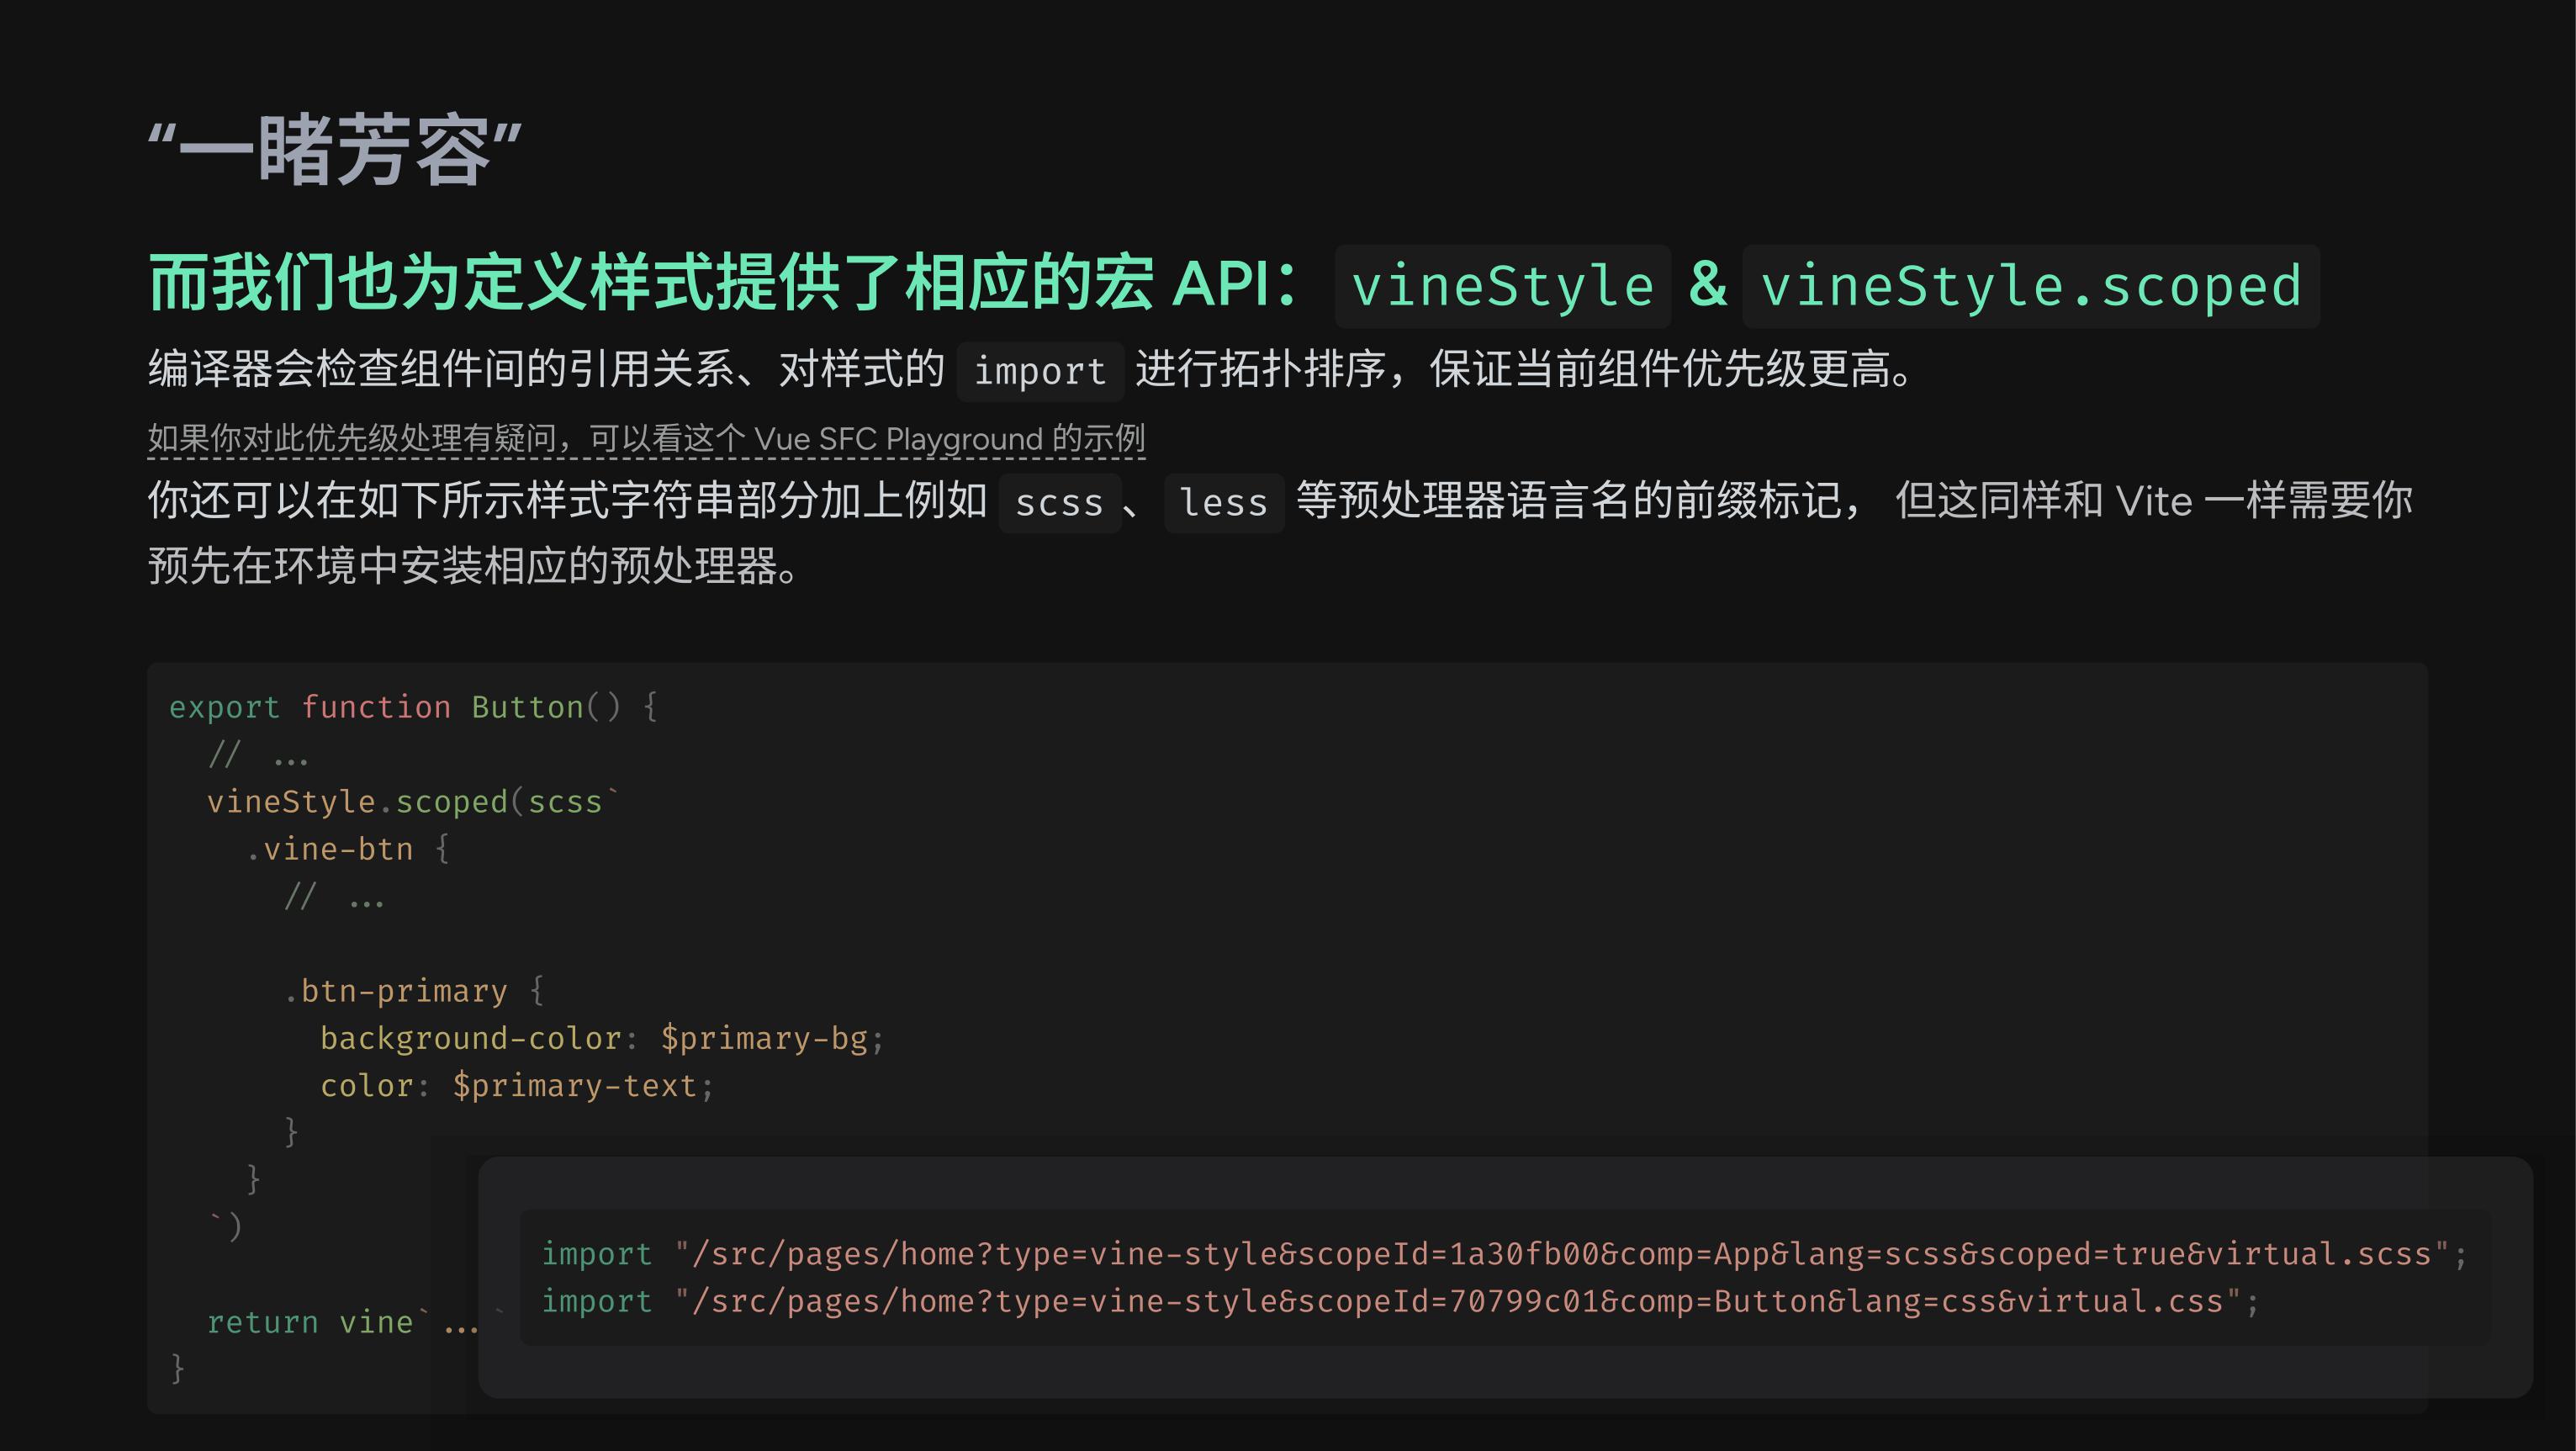 “一睹芳容”
而我们也为定义样式提供了相应的宏 API： vineStyle & vineStyle.scoped
编译器会检查组件间的引用关系、对样式的 import 进行拓扑排序，保证当前组件优先级更高。
如果你对此优先级处理有疑问，可以看这个 Vue SFC Playground 的示例
你还可以在如下所示样式字符串部分加上例如 scss 、 less 等预处理器语言名的前缀标记， 但这同样和 Vite 一样需要你
预先在环境中安装相应的预处理器。
export function Button() {
  // ...
  vineStyle.scoped(scss`
    .vine-btn {
      // ...

      .btn-primary {
        background-color: $primary-bg;
        color: $primary-text;
      }
    }
  `)

  return vine`...`
}
import "/src/pages/home?type=vine-style&scopeId=1a30fb00&comp=App&lang=scss&scoped=true&virtual.scss";
import "/src/pages/home?type=vine-style&scopeId=70799c01&comp=Button&lang=css&virtual.css";